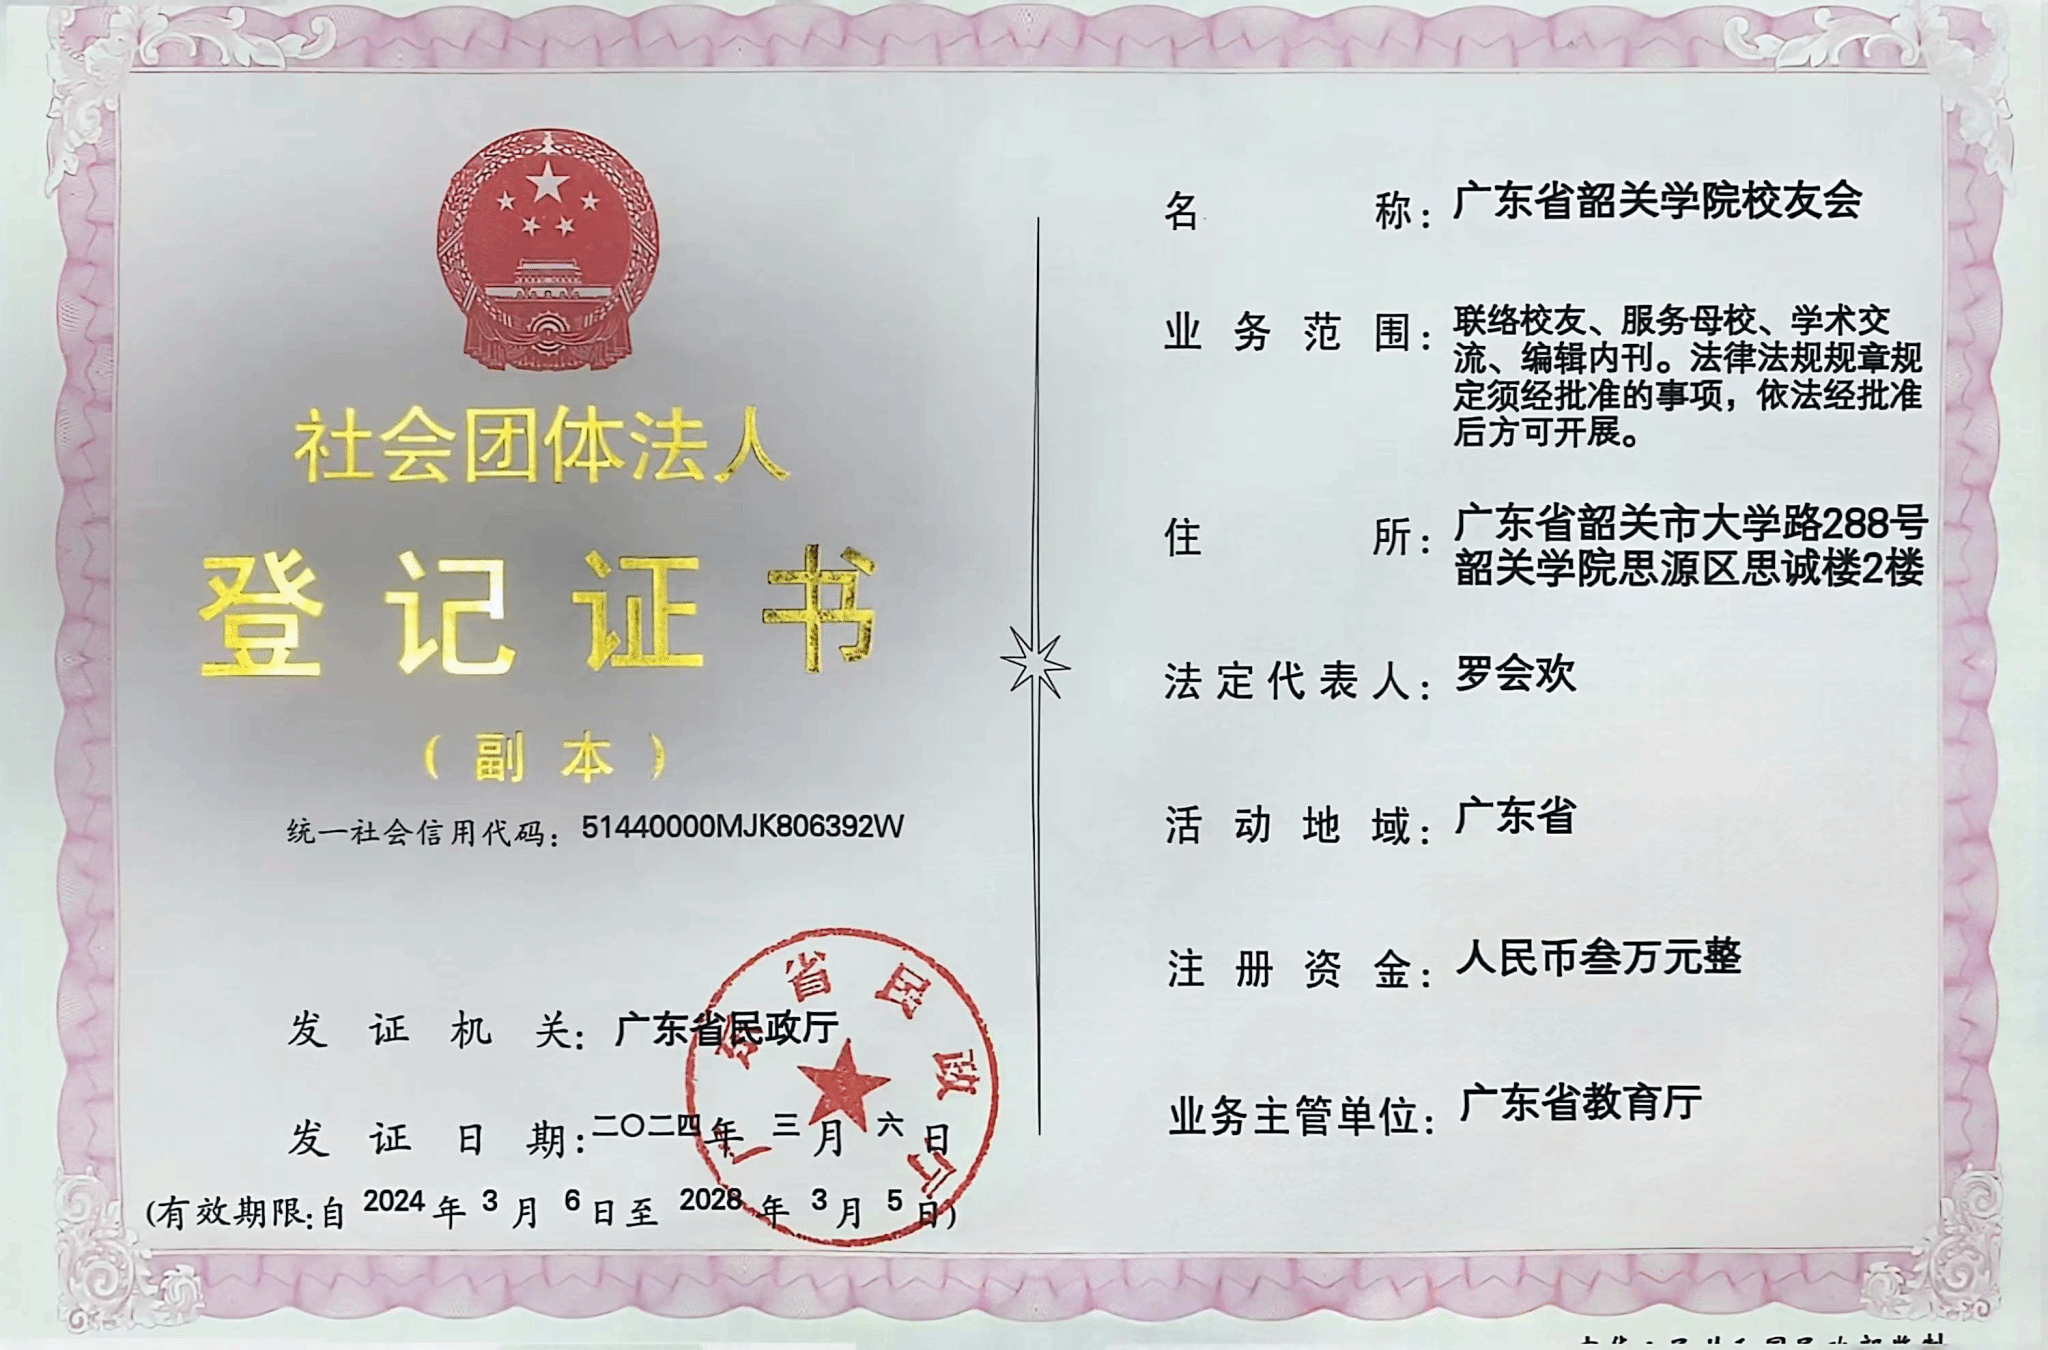 社会团体法人
登记证书
（副本）
统一社会信用代码：51440000MJK806392W
发证机关：广东省民政厅
发证日期：二〇二四年三月六日
(有效期限:自2024年3月6日至2028年3月5日)
广东省民政厅
名称：广东省韶关学院校友会
业务范围：联络校友、服务母校、学术交
流、编辑内刊。法律法规规章规
定须经批准的事项，依法经批准
后方可开展。
住所：广东省韶关市大学路288号
韶关学院思源区思诚楼2楼
法定代表人：罗会欢
活动地域：广东省
注册资金：人民币叁万元整
业务主管单位：广东省教育厅